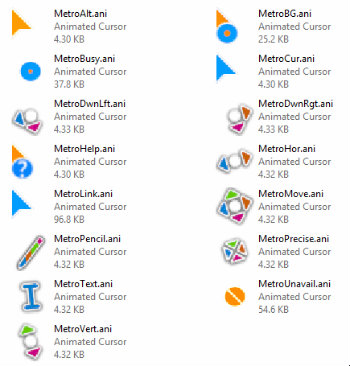 MetroAlt.ani
Animated Cursor
4.30 KB
MetroBG.ani
Animated Cursor
25.2 KB
MetroBusy.ani
Animated Cursor
37.8 KB
MetroCur.ani
Animated Cursor
4.30 KB
MetroDwnLft.ani
Animated Cursor
4.33 KB
MetroDwnRgt.ani
Animated Cursor
4.33 KB
MetroHelp.ani
Animated Cursor
4.30 KB
MetroHor.ani
Animated Cursor
4.32 KB
MetroLink.ani
Animated Cursor
96.8 KB
MetroMove.ani
Animated Cursor
4.32 KB
MetroPencil.ani
Animated Cursor
4.32 KB
MetroPrecise.ani
Animated Cursor
4.32 KB
MetroText.ani
Animated Cursor
4.32 KB
MetroUnavail.ani
Animated Cursor
54.6 KB
MetroVert.ani
Animated Cursor
4.32 KB